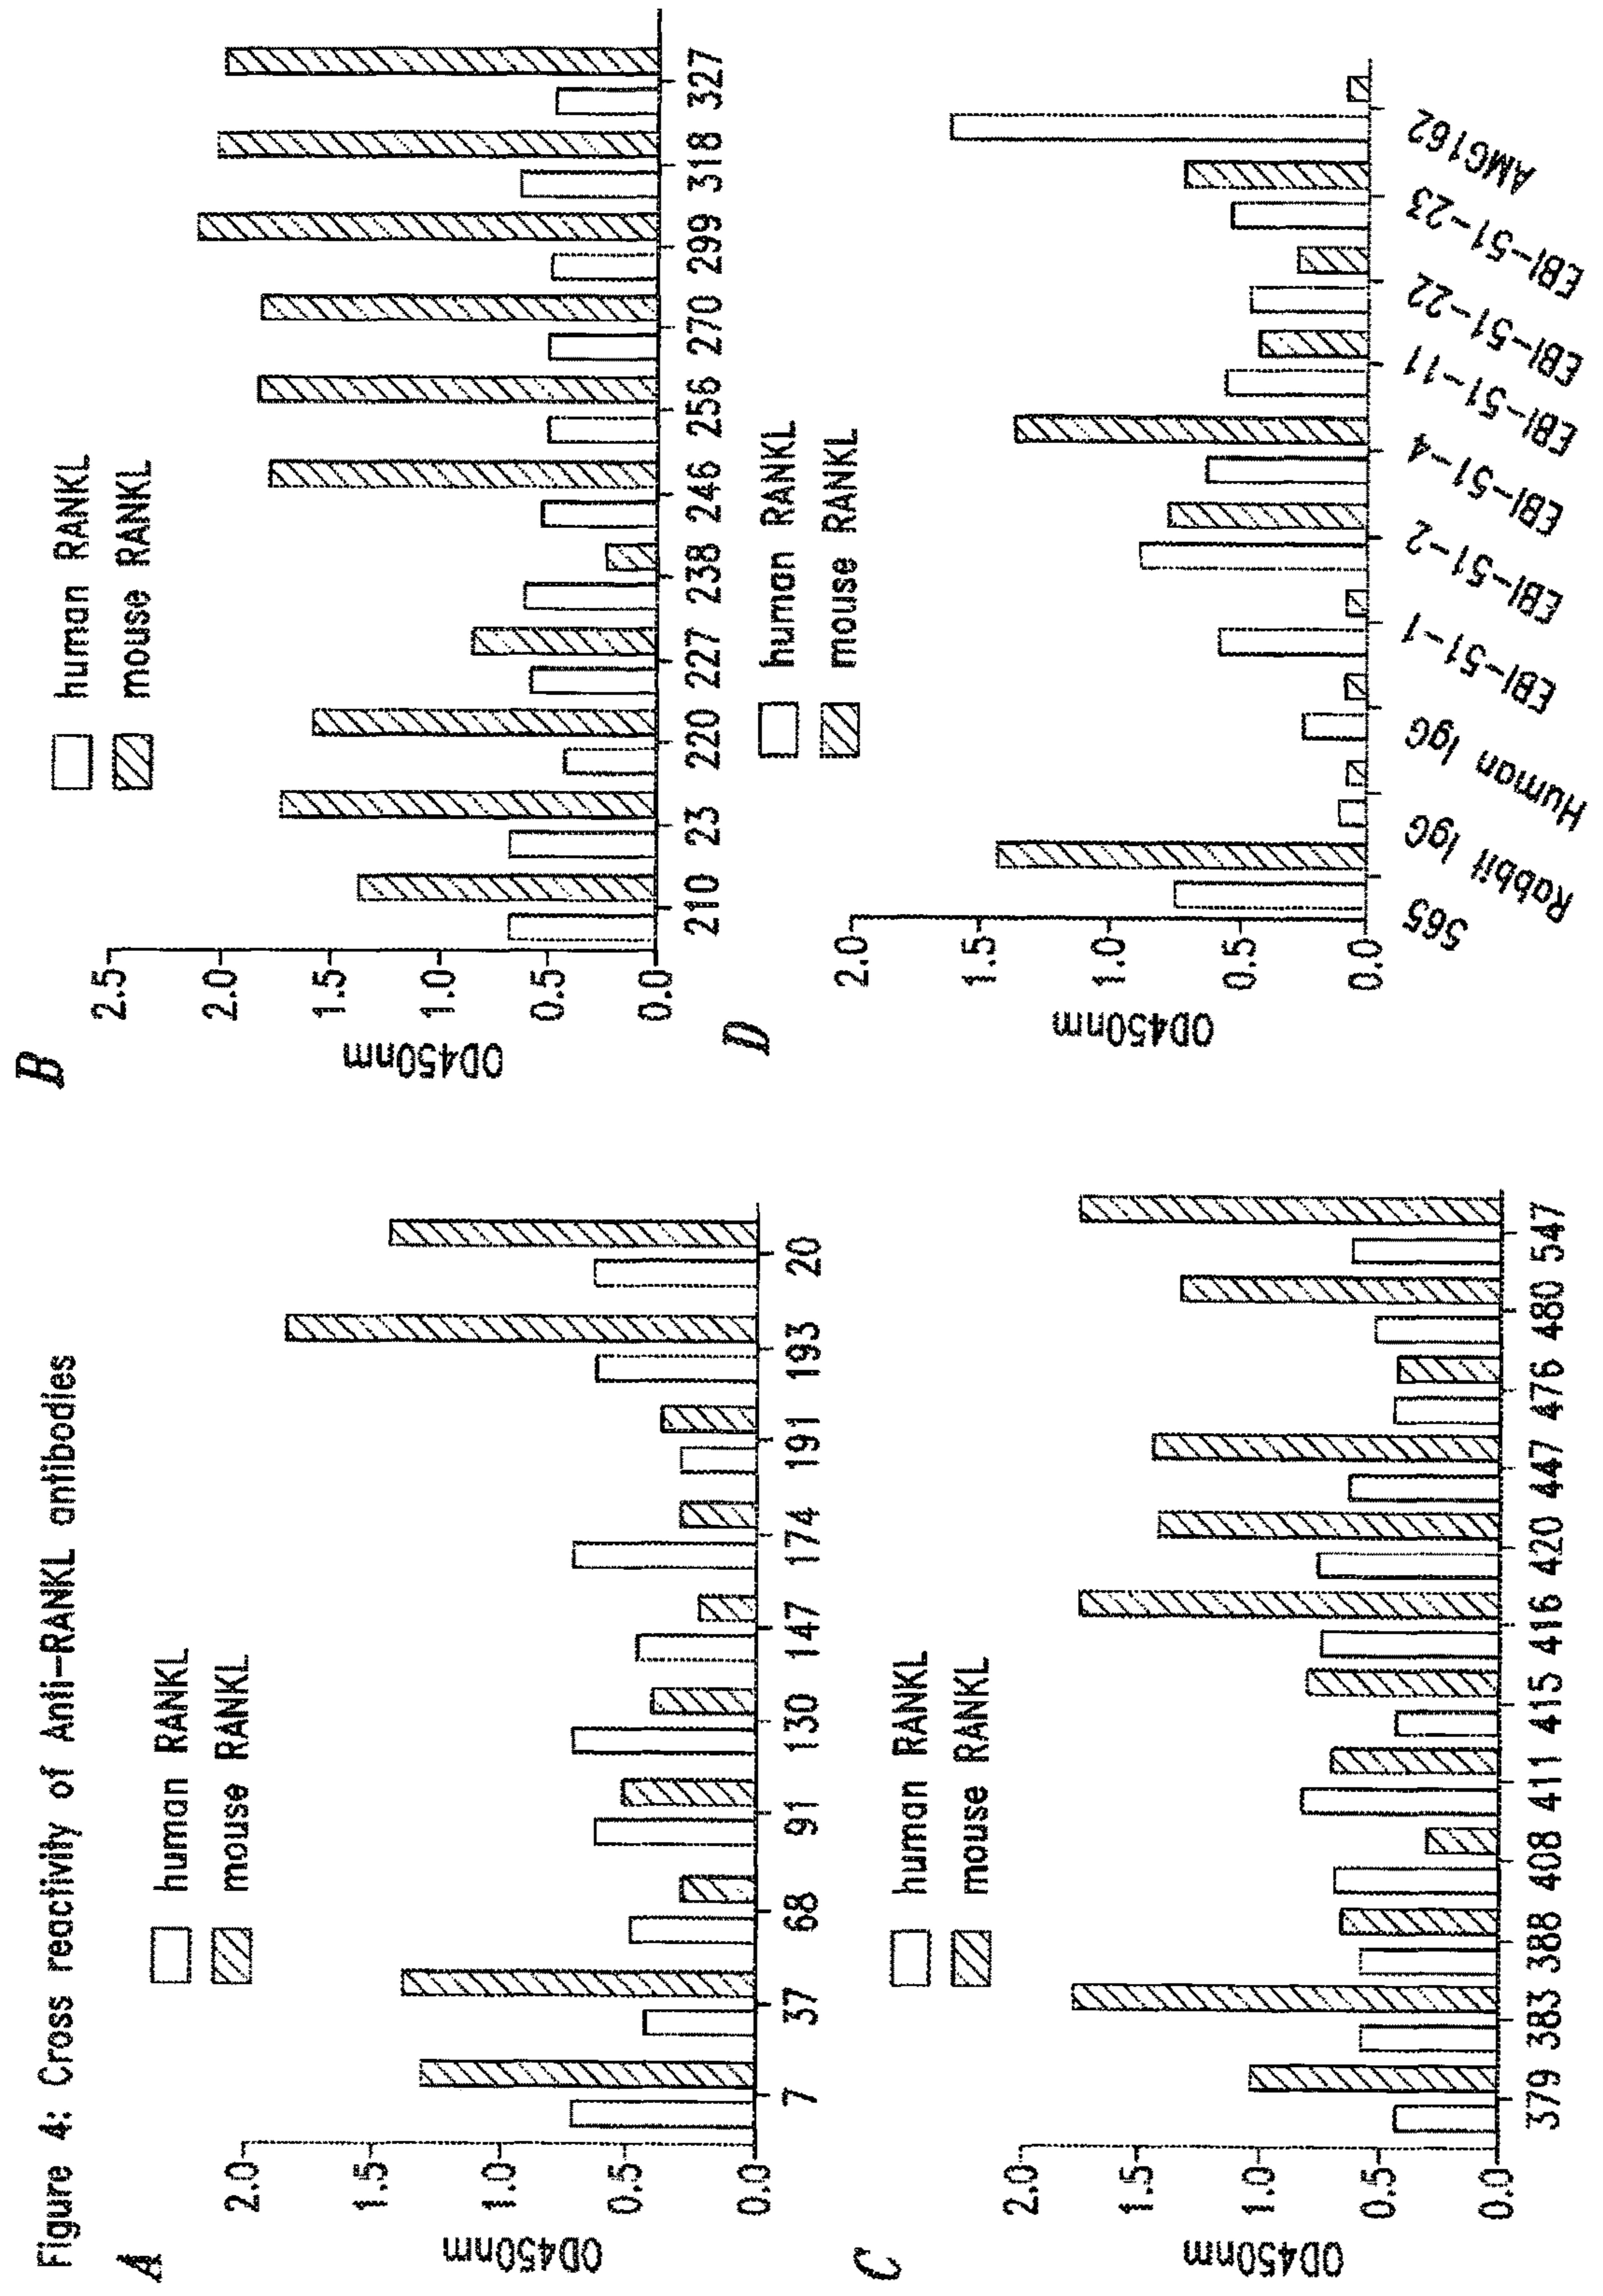 Figure 4: Cross reactivity of Anti-RANKL antibodies
A
human RANKL
mouse RANKL
OD450nm
2.0
1.5
1.0
0.5
0.0
7 37 68 91 130 147 174 191 193 20
B
human RANKL
mouse RANKL
OD450nm
2.5
2.0
1.5
1.0
0.5
0.0
210 23 220 227 238 246 256 270 299 318 327
C
human RANKL
mouse RANKL
OD450nm
2.0
1.5
1.0
0.5
0.0
379 383 388 408 411 415 416 420 447 476 480 547
D
human RANKL
mouse RANKL
OD450nm
2.0
1.5
1.0
0.5
0.0
565
Rabbit IgG
Human IgG
EBI-51-1
EBI-51-2
EBI-51-4
EBI-51-11
EBI-51-22
EBI-51-23
AMG162